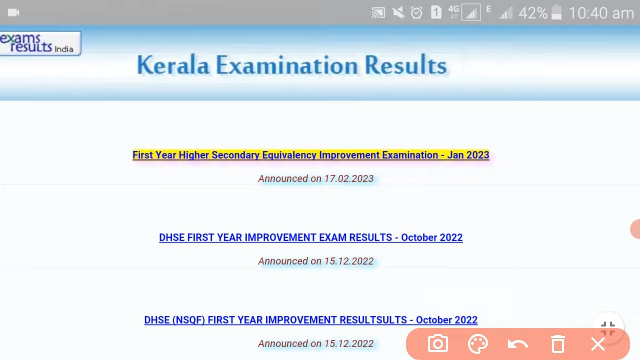 4G E 42% 10:40 am
exams
results India
Kerala Examination Results
First Year Higher Secondary Equivalency Improvement Examination - Jan 2023
Announced on 17.02.2023
DHSE FIRST YEAR IMPROVEMENT EXAM RESULTS - October 2022
Announced on 15.12.2022
DHSE (NSQF) FIRST YEAR IMPROVEMENT RESULTSULTS - October 2022
Announced on 15.12.2022